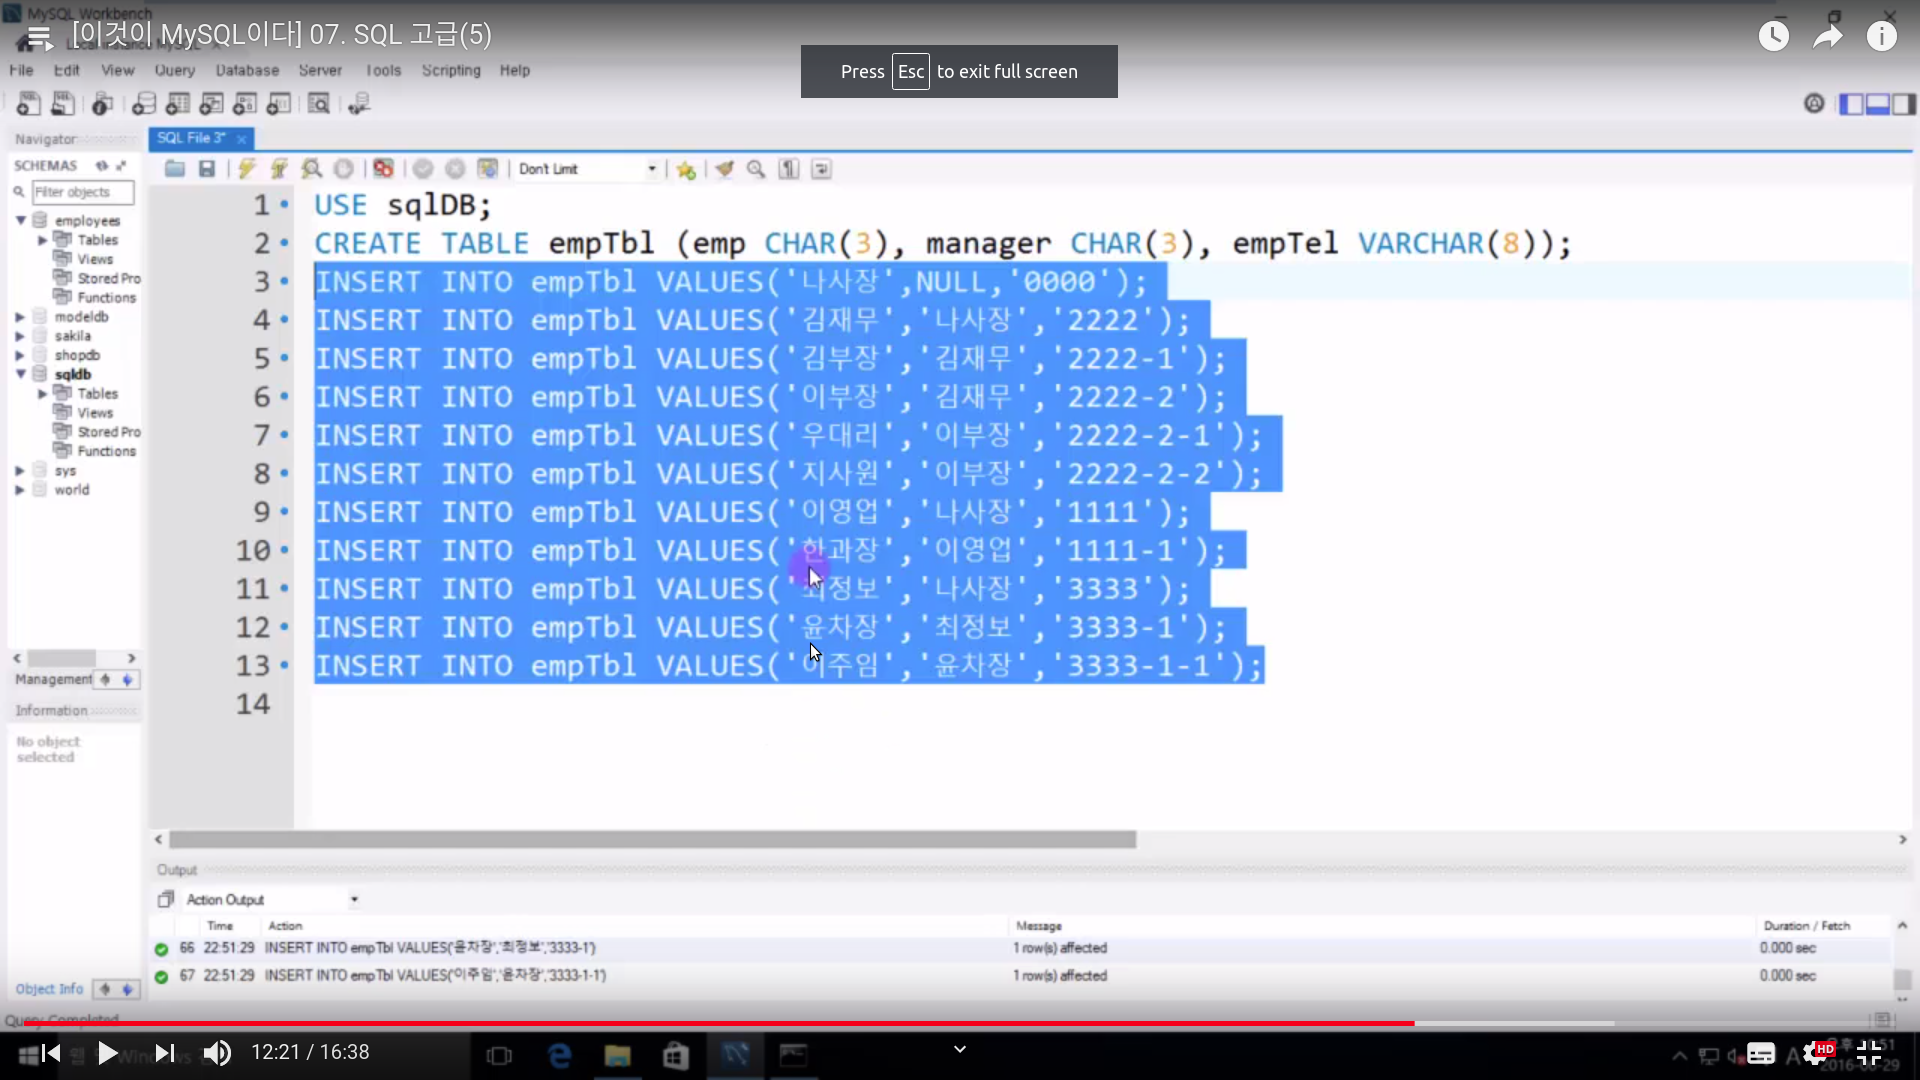 MySQL Workbench
[이것이 MySQL이다] 07. SQL 고급(5)
Press Esc to exit full screen
File Edit View Query Database Server Tools Scripting Help
Navigator
SQL File 3*
SCHEMAS
Don't Limit
Filter objects
employees
Tables
Views
Stored Pro
Functions
modeldb
sakila
shopdb
sqldb
Tables
Views
Stored Pro
Functions
sys
world
Management
Information
No object
selected
Object Info
1 USE sqlDB;
2 CREATE TABLE empTbl (emp CHAR(3), manager CHAR(3), empTel VARCHAR(8));
3 INSERT INTO empTbl VALUES('나사장',NULL,'0000');
4 INSERT INTO empTbl VALUES('김재무','나사장','2222');
5 INSERT INTO empTbl VALUES('김부장','김재무','2222-1');
6 INSERT INTO empTbl VALUES('이부장','김재무','2222-2');
7 INSERT INTO empTbl VALUES('우대리','이부장','2222-2-1');
8 INSERT INTO empTbl VALUES('지사원','이부장','2222-2-2');
9 INSERT INTO empTbl VALUES('이영업','나사장','1111');
10 INSERT INTO empTbl VALUES('한과장','이영업','1111-1');
11 INSERT INTO empTbl VALUES('최정보','나사장','3333');
12 INSERT INTO empTbl VALUES('윤차장','최정보','3333-1');
13 INSERT INTO empTbl VALUES('이주임','윤차장','3333-1-1');
14
Output
Action Output
Time Action Message Duration / Fetch
66 22:51:29 INSERT INTO empTbl VALUES('윤차장','최정보','3333-1') 1 row(s) affected 0.000 sec
67 22:51:29 INSERT INTO empTbl VALUES('이주임','윤차장','3333-1-1') 1 row(s) affected 0.000 sec
Query Completed
12:21 / 16:38
HD